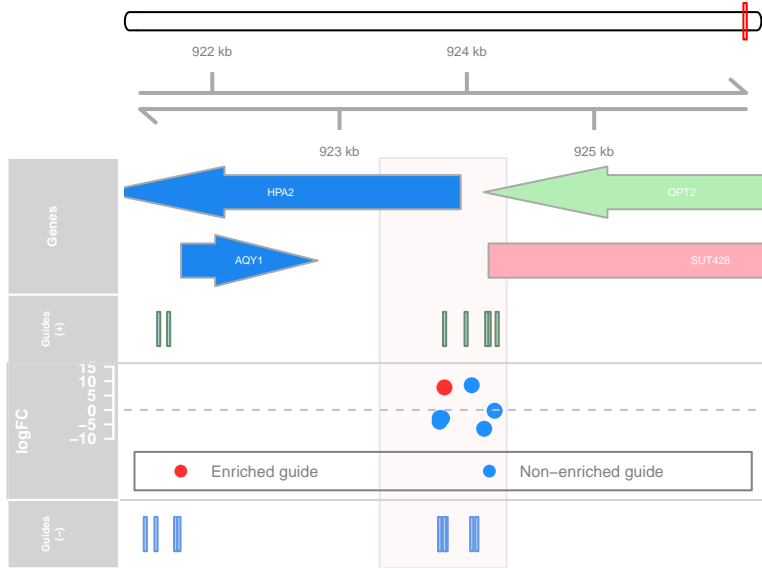 922 kb
924 kb
923 kb
925 kb
Genes
HPA2
OPT2
AQY1
SUT428
Guides
(+)
logFC
15
10
5
0
−5
−10
Enriched guide
Non−enriched guide
Guides
(−)